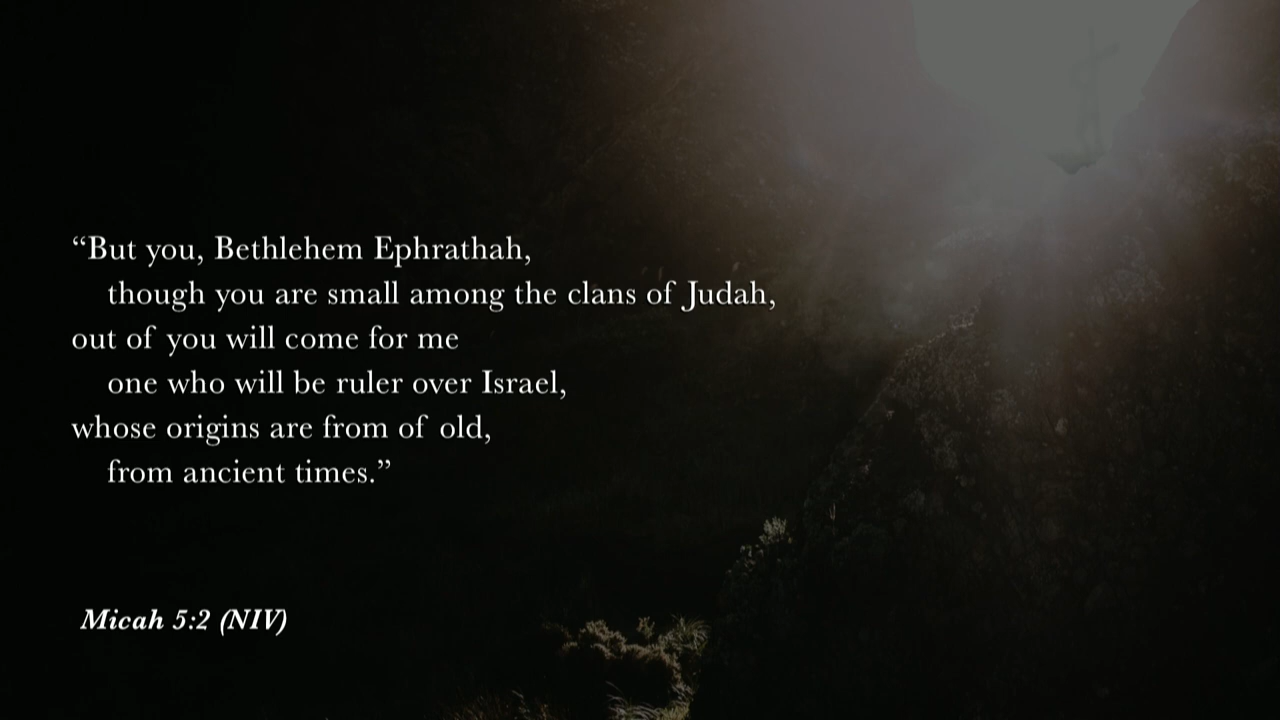 “But you, Bethlehem Ephrathah,
though you are small among the clans of Judah,
out of you will come for me
one who will be ruler over Israel,
whose origins are from of old,
from ancient times.”
Micah 5:2 (NIV)